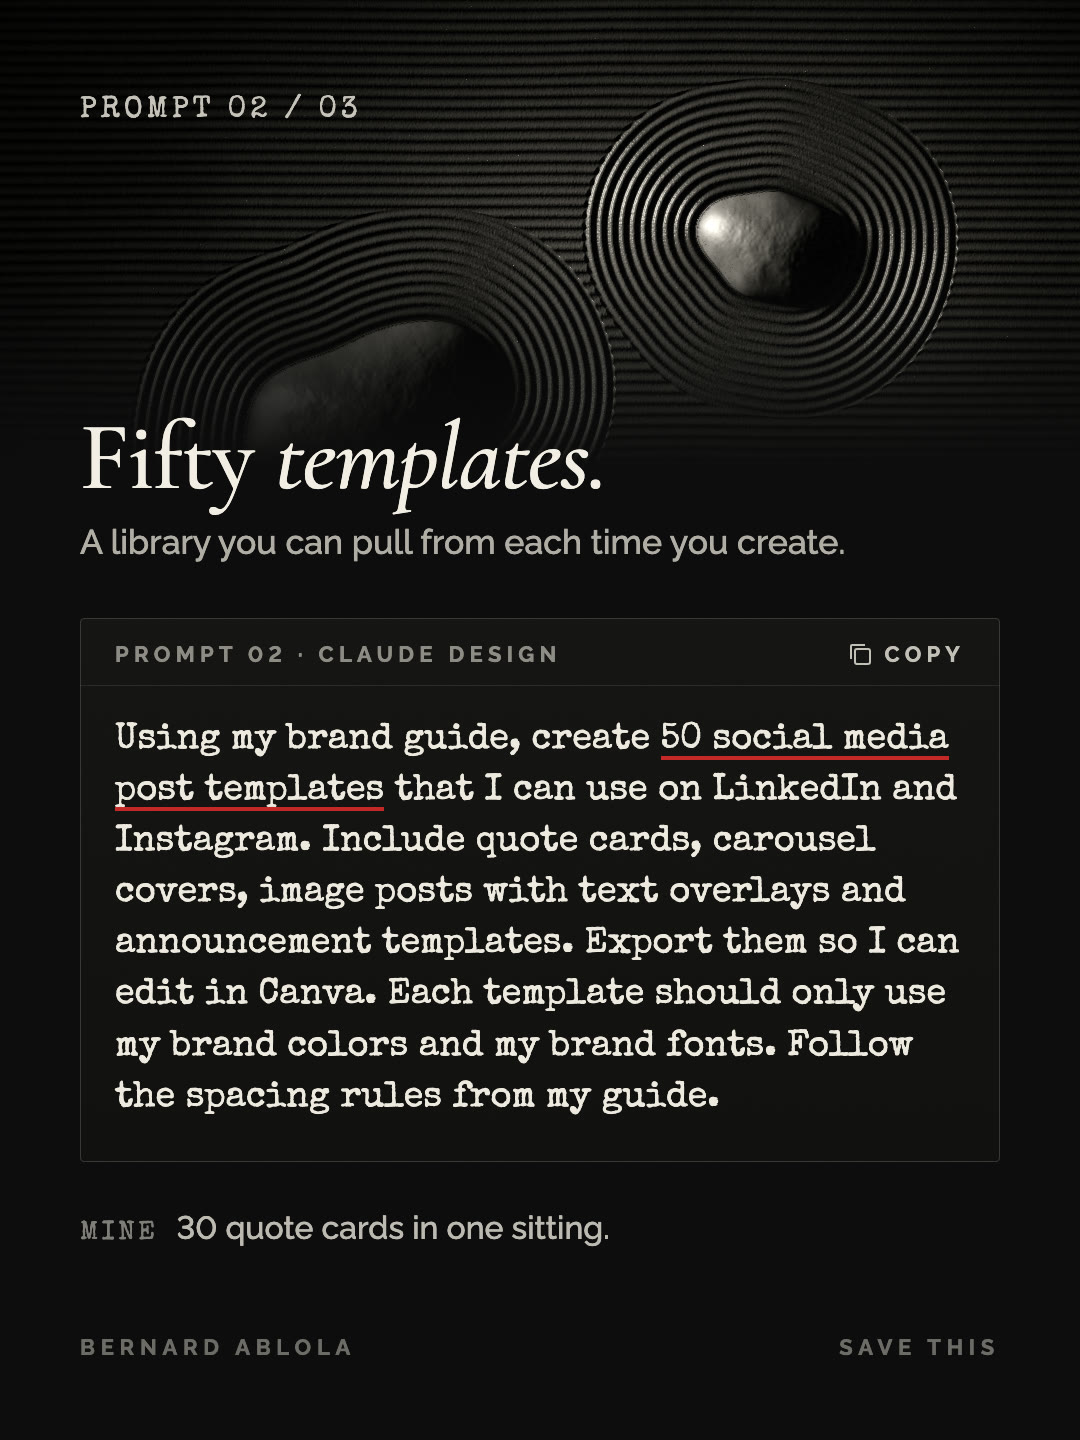 PROMPT 02 / 03
Fifty templates.
A library you can pull from each time you create.
PROMPT 02 · CLAUDE DESIGN
COPY
Using my brand guide, create 50 social media
post templates that I can use on LinkedIn and
Instagram. Include quote cards, carousel
covers, image posts with text overlays and
announcement templates. Export them so I can
edit in Canva. Each template should only use
my brand colors and my brand fonts. Follow
the spacing rules from my guide.
MINE 30 quote cards in one sitting.
BERNARD ABLOLA
SAVE THIS